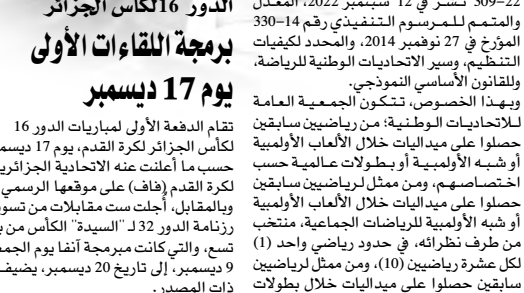 22–309 نشر في 12 سبتمبر 2022، المعدل
والمتمم للمرسوم التنفيذي رقم 14–330
المؤرخ في 27 نوفمبر 2014، والمحدد لكيفيات
التنظيم، وسير الاتحاديات الوطنية للرياضة،
وللقانون الأساسي النموذجي.
وبهذا الخصوص، تتكون الجمعية العامة
للاتحاديات الوطنية؛ من رياضيين سابقين
حصلوا على ميداليات خلال الألعاب الأولمبية
أو شبه الأولمبية أو بطولات عالمية حسب
اختصاصهم، ومن ممثل لرياضيين سابقين
حصلوا على ميداليات خلال الألعاب الأولمبية
أو شبه الأولمبية للرياضات الجماعية، منتخب
من طرف نظرائه، في حدود رياضي واحد (1)
لكل عشرة رياضيين (10)، ومن ممثل لرياضيين
سابقين حصلوا على ميداليات خلال بطولات
الدور 16 لكأس الجزائر
برمجة اللقاءات الأولى
يوم 17 ديسمبر
تقام الدفعة الأولى لمباريات الدور 16
لكأس الجزائر لكرة القدم، يوم 17
حسب ما أعلنت عنه الاتحادية
لكرة القدم (فاف) على موقعها الرسمي
وبالمقابل، أجلت ست مقابلات من
رزنامة الدور 32 لـ "السيدة" الكأس من
تسع، والتي كانت مبرمجة آنفا يوم
9 ديسمبر، إلى تاريخ 20 ديسمبر، يضيف
ذات المصدر.